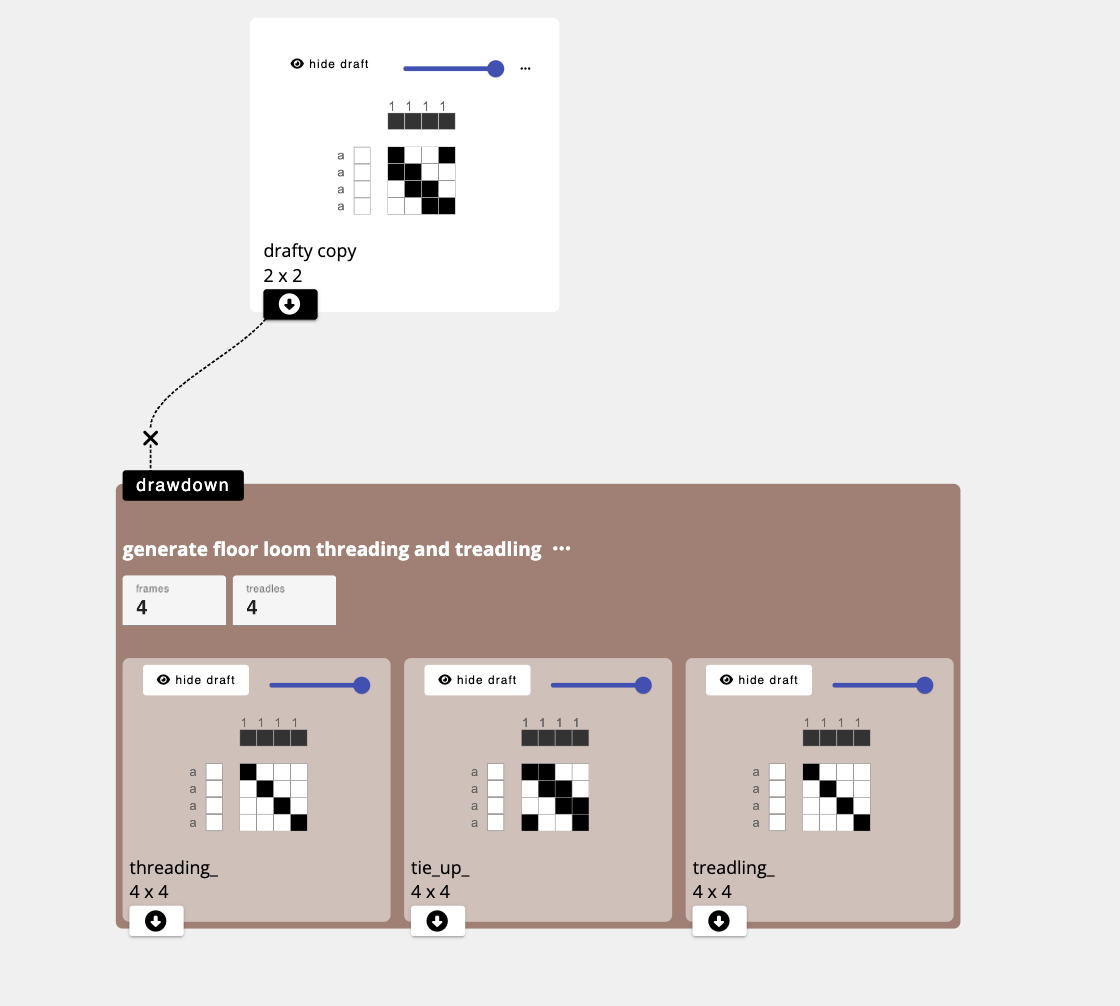 hide draft
1 1 1 1
a
a
a
a
drafty copy
2 x 2
drawdown
generate floor loom threading and treadling
frames
4
treadles
4
hide draft
1 1 1 1
a
a
a
a
threading_
4 x 4
hide draft
1 1 1 1
a
a
a
a
tie_up_
4 x 4
hide draft
1 1 1 1
a
a
a
a
treadling_
4 x 4